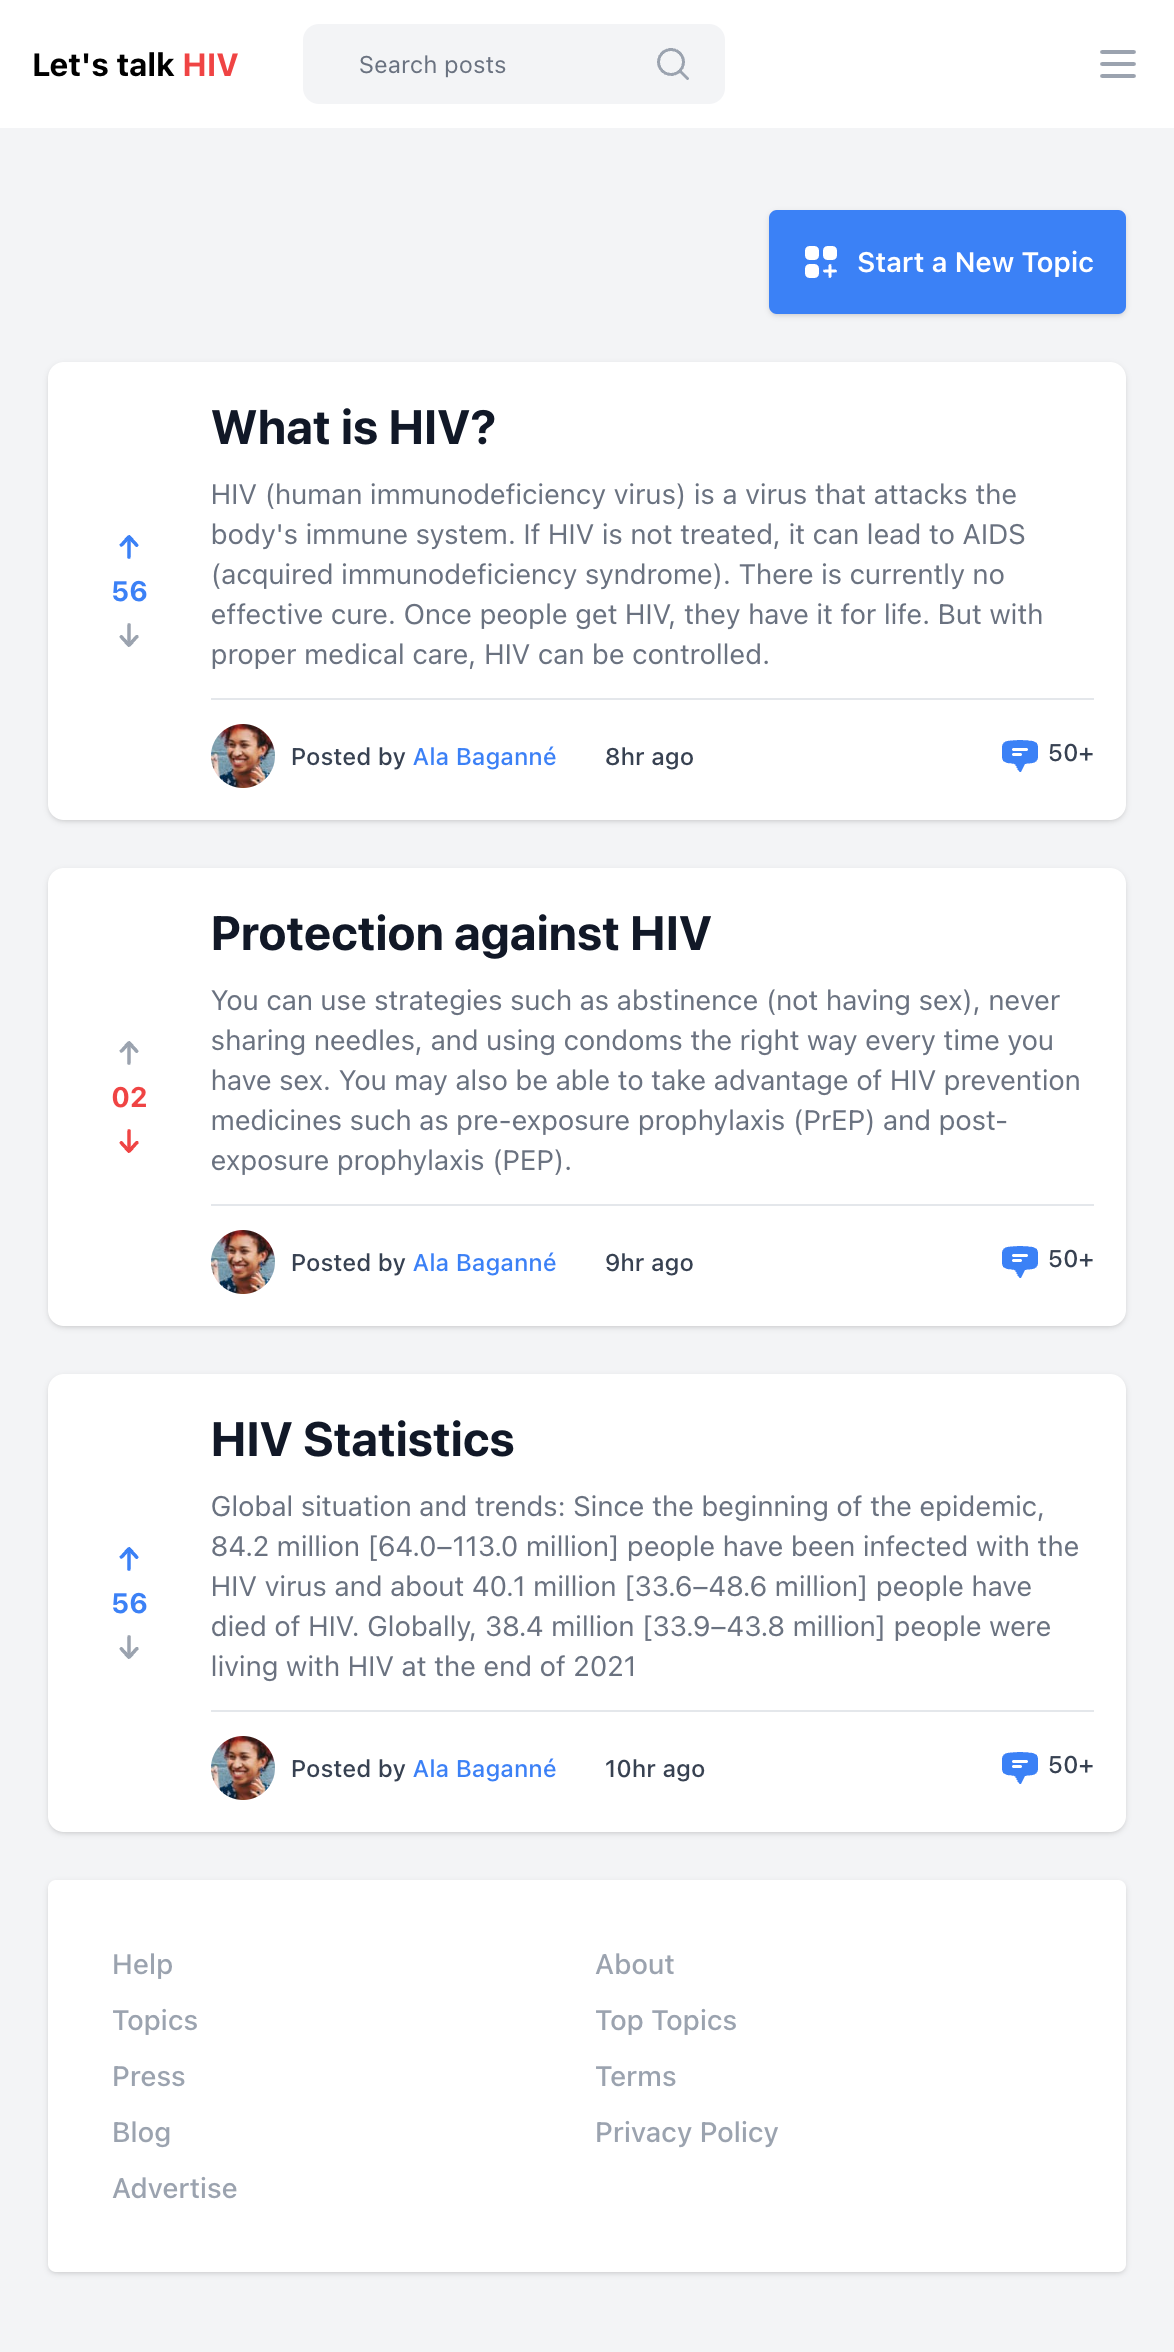 Let's talk HIV
Search posts
Start a New Topic
What is HIV?
HIV (human immunodeficiency virus) is a virus that attacks the
body's immune system. If HIV is not treated, it can lead to AIDS
(acquired immunodeficiency syndrome). There is currently no
effective cure. Once people get HIV, they have it for life. But with
proper medical care, HIV can be controlled.
56
Posted by Ala Baganné 8hr ago 50+
Protection against HIV
You can use strategies such as abstinence (not having sex), never
sharing needles, and using condoms the right way every time you
have sex. You may also be able to take advantage of HIV prevention
medicines such as pre-exposure prophylaxis (PrEP) and post-
exposure prophylaxis (PEP).
02
Posted by Ala Baganné 9hr ago 50+
HIV Statistics
Global situation and trends: Since the beginning of the epidemic,
84.2 million [64.0–113.0 million] people have been infected with the
HIV virus and about 40.1 million [33.6–48.6 million] people have
died of HIV. Globally, 38.4 million [33.9–43.8 million] people were
living with HIV at the end of 2021
56
Posted by Ala Baganné 10hr ago 50+
Help
Topics
Press
Blog
Advertise
About
Top Topics
Terms
Privacy Policy